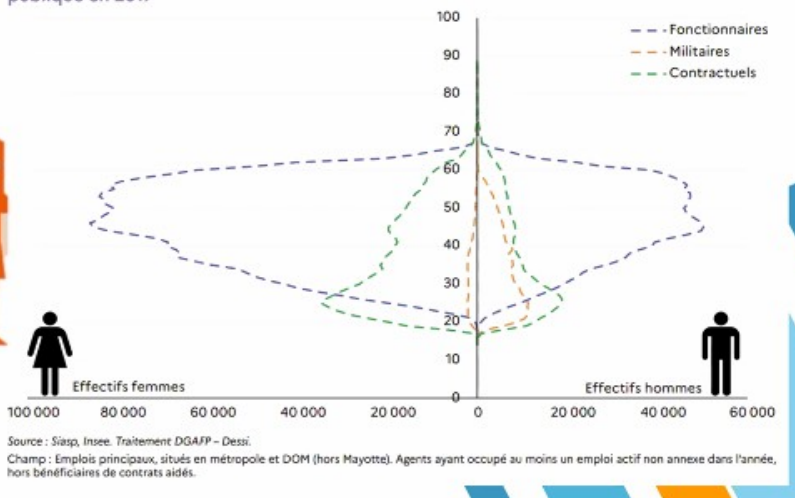 100
Fonctionnaires
90
Militaires
80
Contractuels
70
60
50
40
30
20
10
0
Effectifs femmes
Effectifs hommes
100 000 80 000 60 000 40 000 20 000 0 20 000 40 000 60 000
Source : Siasp, Insee. Traitement DGAFP – Dessi.
Champ : Emplois principaux, situés en métropole et DOM (hors Mayotte). Agents ayant occupé au moins un emploi actif non annexe dans l'année,
hors bénéficiaires de contrats aidés.